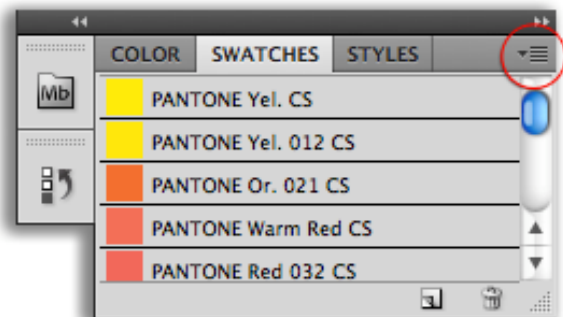 COLOR SWATCHES STYLES
Mb
PANTONE Yel. CS
PANTONE Yel. 012 CS
PANTONE Or. 021 CS
PANTONE Warm Red CS
PANTONE Red 032 CS